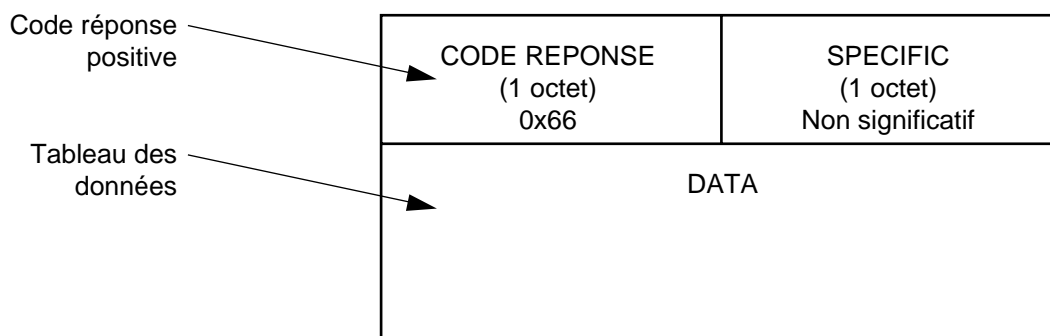 Code réponse
positive
CODE REPONSE
(1 octet)
0x66
SPECIFIC
(1 octet)
Non significatif
Tableau des
données
DATA